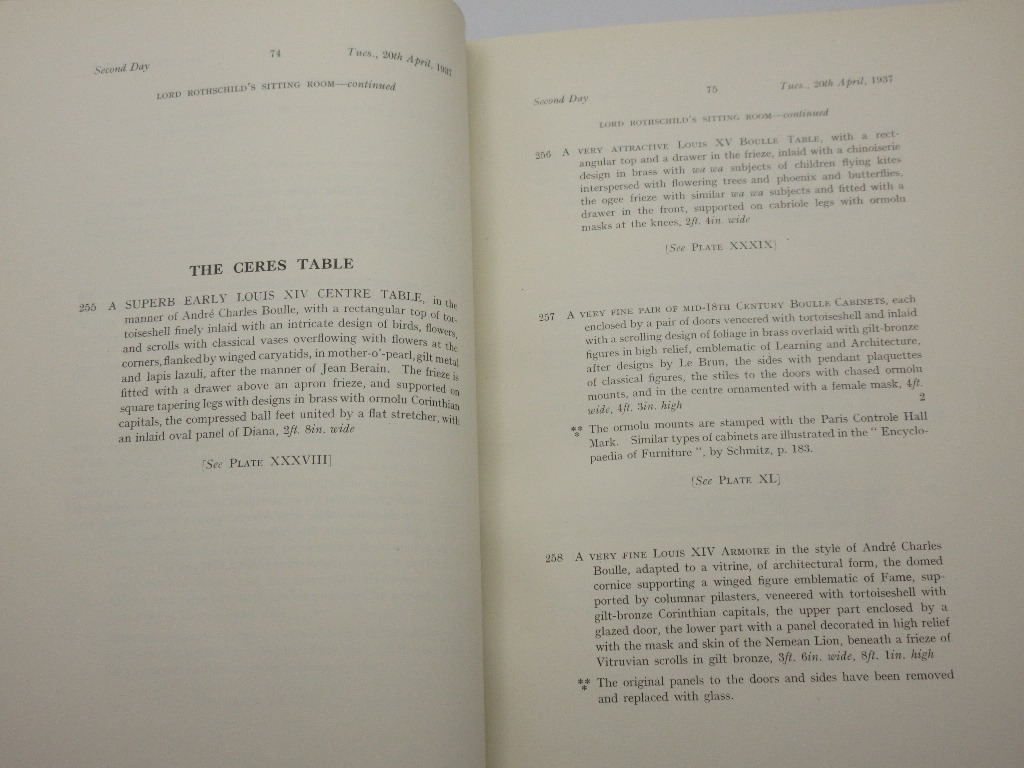 Second Day 74 Tues., 20th April, 1937
LORD ROTHSCHILD'S SITTING ROOM—continued
THE CERES TABLE
255 A SUPERB EARLY LOUIS XIV CENTRE TABLE, in the
manner of André Charles Boulle, with a rectangular top of tor-
toiseshell finely inlaid with an intricate design of birds, flowers,
and scrolls with classical vases overflowing with flowers at the
corners, flanked by winged caryatids, in mother-o'-pearl, gilt metal
and lapis lazuli, after the manner of Jean Berain. The frieze is
fitted with a drawer above an apron frieze, and supported on
square tapering legs with designs in brass with ormolu Corinthian
capitals, the compressed ball feet united by a flat stretcher, with
an inlaid oval panel of Diana, 2ft. 8in. wide
[See PLATE XXXVIII]
Second Day 75 Tues., 20th April, 1937
LORD ROTHSCHILD'S SITTING ROOM—continued
256 A VERY ATTRACTIVE LOUIS XV BOULLE TABLE, with a rect-
angular top and a drawer in the frieze, inlaid with a chinoiserie
design in brass with wa wa subjects of children flying kites
interspersed with flowering trees and phoenix and butterflies,
the ogee frieze with similar wa wa subjects and fitted with a
drawer in the front, supported on cabriole legs with ormolu
masks at the knees, 2ft. 4in. wide
[See PLATE XXXIX]
257 A VERY FINE PAIR OF MID-18TH CENTURY BOULLE CABINETS, each
enclosed by a pair of doors veneered with tortoiseshell and inlaid
with a scrolling design of foliage in brass overlaid with gilt-bronze
figures in high relief, emblematic of Learning and Architecture,
after designs by Le Brun, the sides with pendant plaquettes
of classical figures, the stiles to the doors with chased ormolu
mounts, and in the centre ornamented with a female mask, 4ft.
wide, 4ft. 3in. high 2
*** The ormolu mounts are stamped with the Paris Controle Hall
Mark. Similar types of cabinets are illustrated in the "Encyclo-
paedia of Furniture", by Schmitz, p. 183.
[See PLATE XL]
258 A VERY FINE LOUIS XIV ARMOIRE in the style of André Charles
Boulle, adapted to a vitrine, of architectural form, the domed
cornice supporting a winged figure emblematic of Fame, sup-
ported by columnar pilasters, veneered with tortoiseshell with
gilt-bronze Corinthian capitals, the upper part enclosed by a
glazed door, the lower part with a panel decorated in high relief
with the mask and skin of the Nemean Lion, beneath a frieze of
Vitruvian scrolls in gilt bronze, 3ft. 6in. wide, 8ft. 1in. high
*** The original panels to the doors and sides have been removed
and replaced with glass.